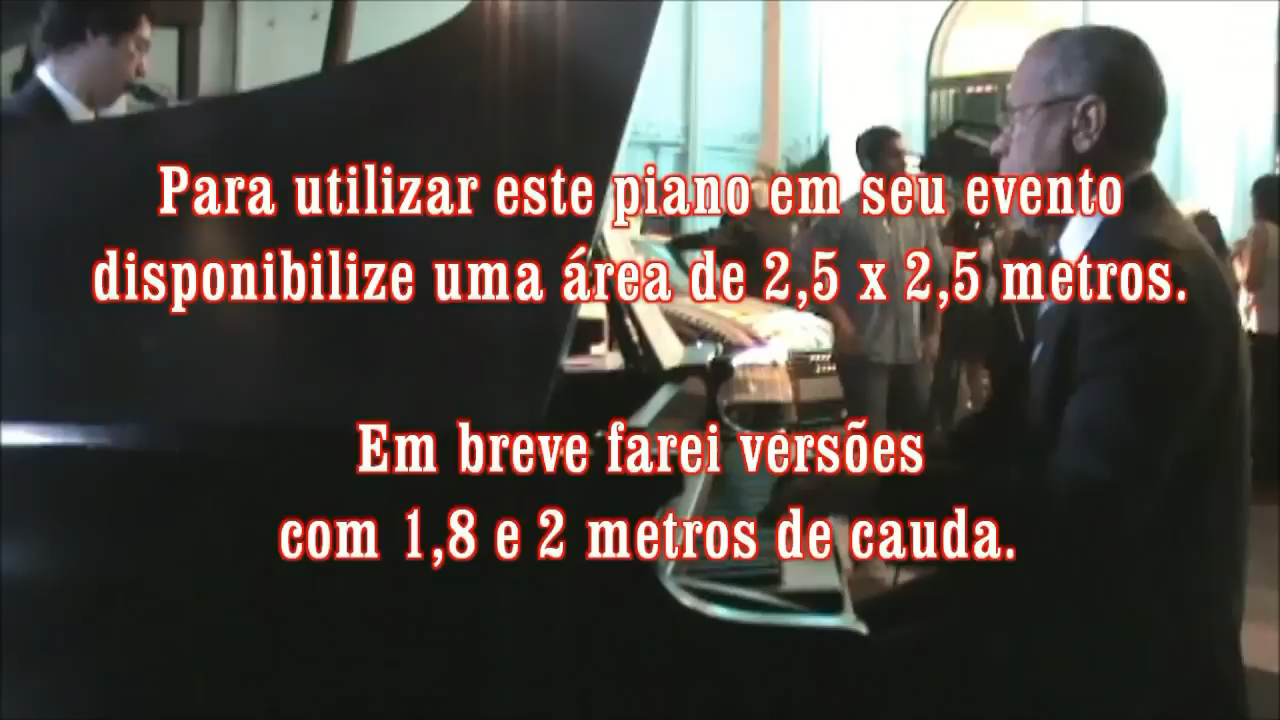 Para utilizar este piano em seu evento
disponibilize uma área de 2,5 x 2,5 metros.
Em breve farei versões
com 1,8 e 2 metros de cauda.